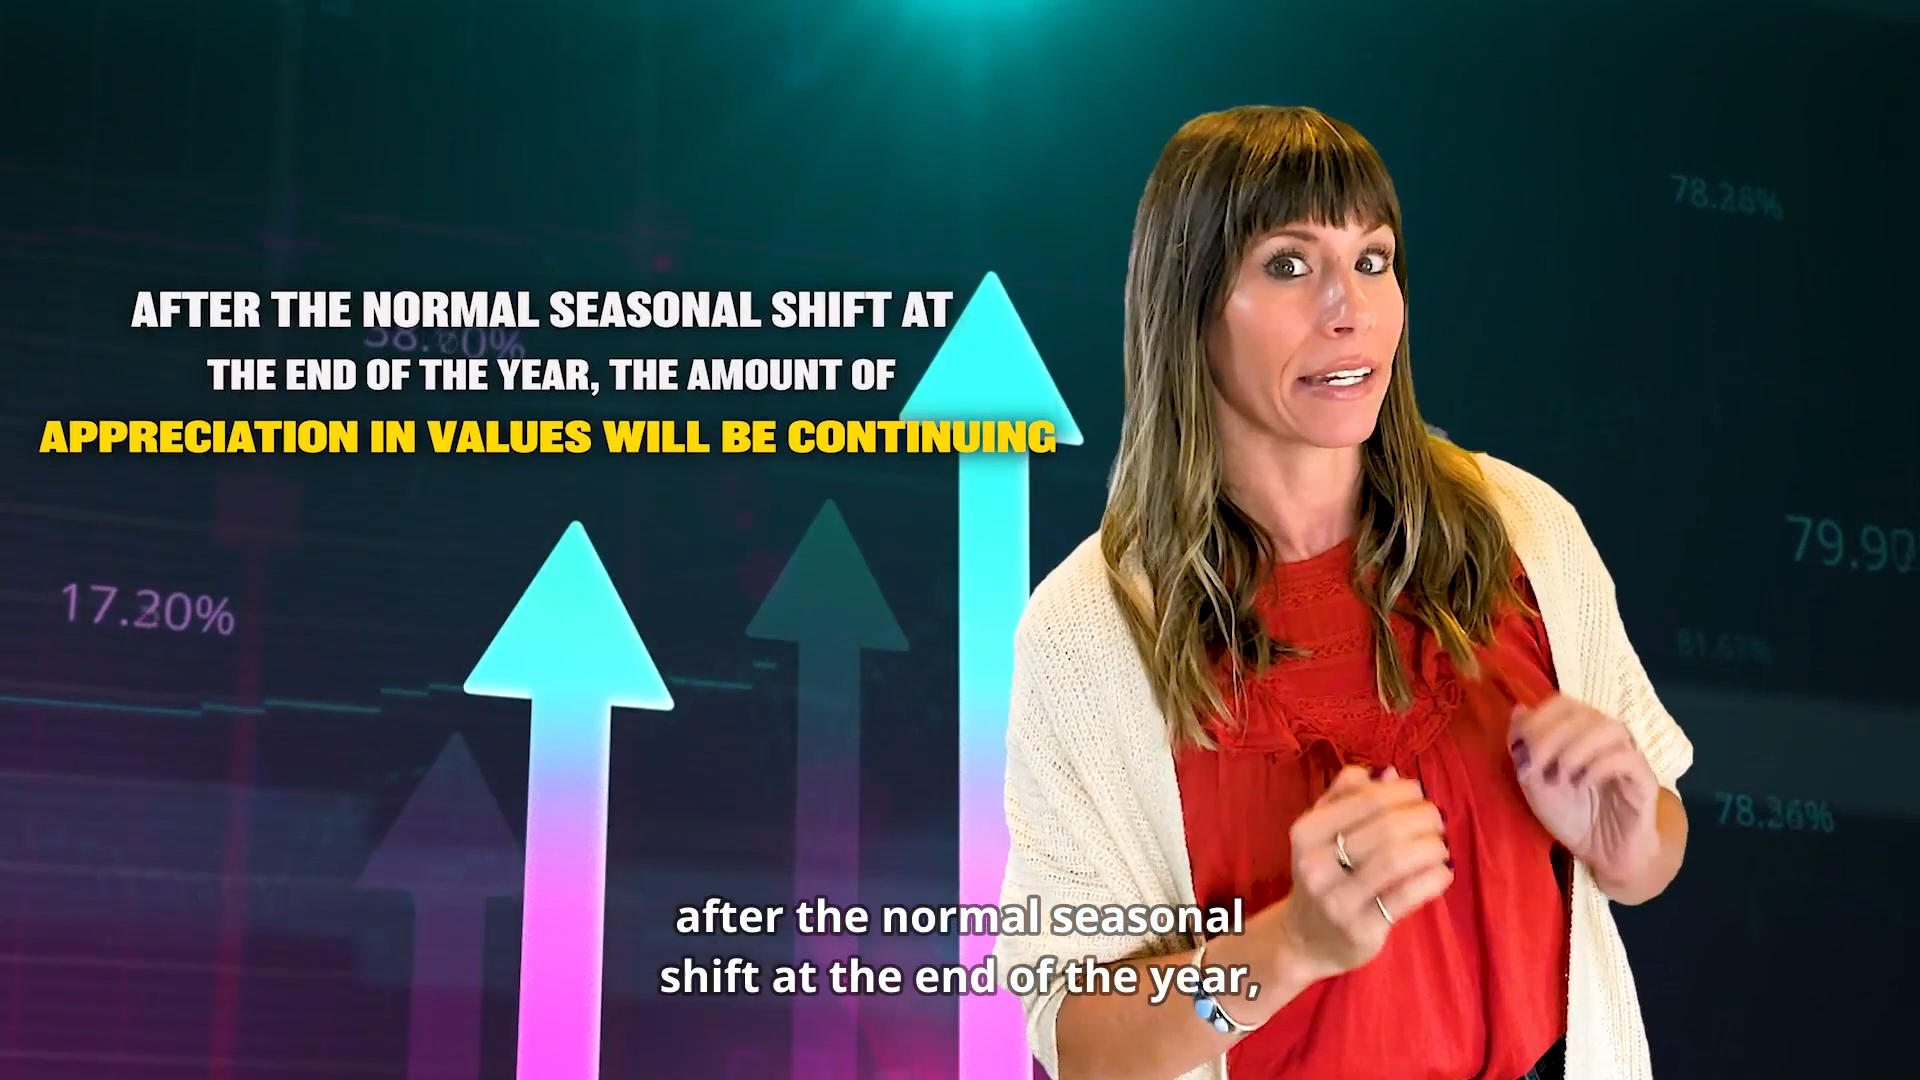 78.28%
AFTER THE NORMAL SEASONAL SHIFT AT
THE END OF THE YEAR, THE AMOUNT OF
APPRECIATION IN VALUES WILL BE CONTINUING
79.90
17.20%
78.26%
after the normal seasonal
shift at the end of the year,